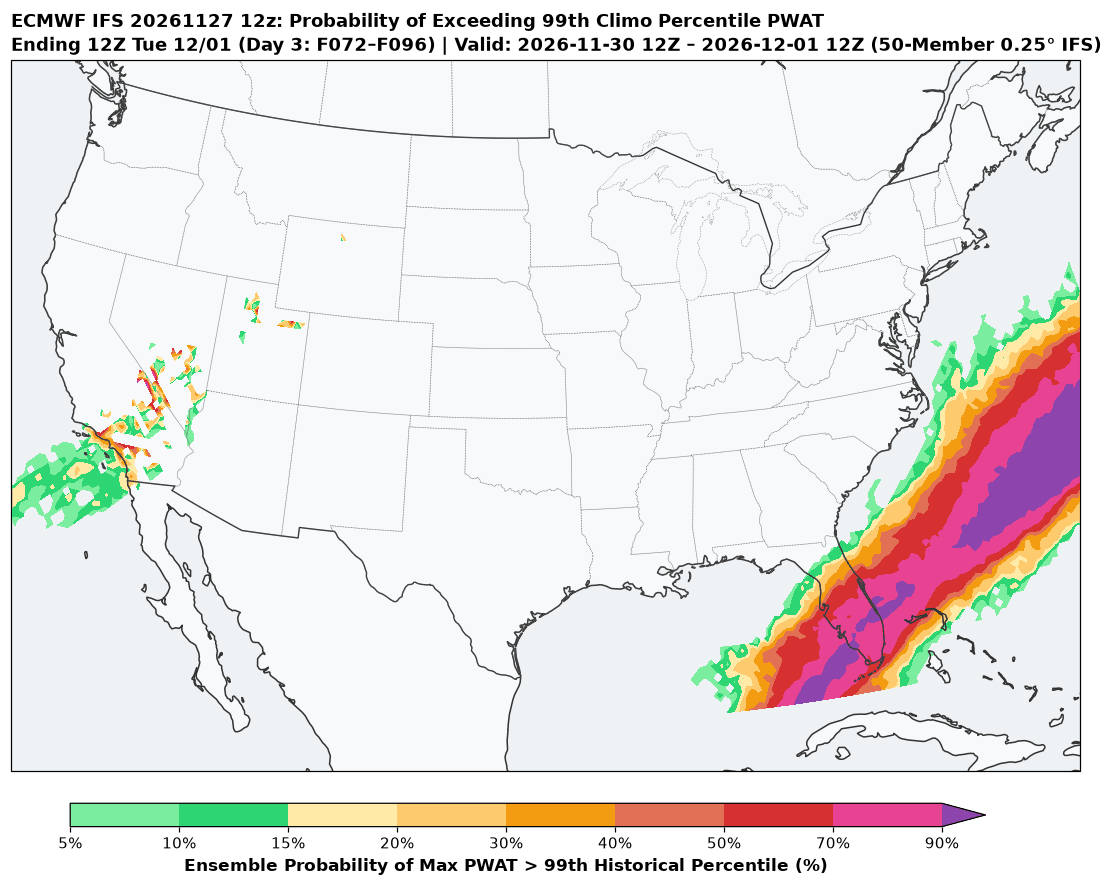 ECMWF IFS 20261127 12z: Probability of Exceeding 99th Climo Percentile PWAT
Ending 12Z Tue 12/01 (Day 3: F072–F096) | Valid: 2026-11-30 12Z – 2026-12-01 12Z (50-Member 0.25° IFS)
5% 10% 15% 20% 30% 40% 50% 70% 90%
Ensemble Probability of Max PWAT > 99th Historical Percentile (%)